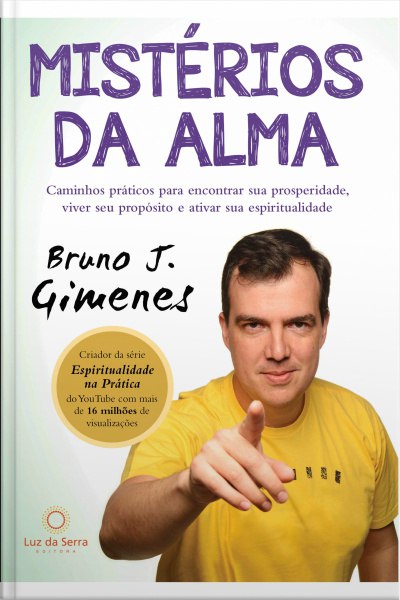 MISTÉRIOS
DA ALMA
Caminhos práticos para encontrar sua prosperidade,
viver seu propósito e ativar sua espiritualidade
Bruno J.
Gimenes
Criador da série
Espiritualidade
na Prática
do YouTube com mais
de 16 milhões de
visualizações
Luz da Serra
EDITORA